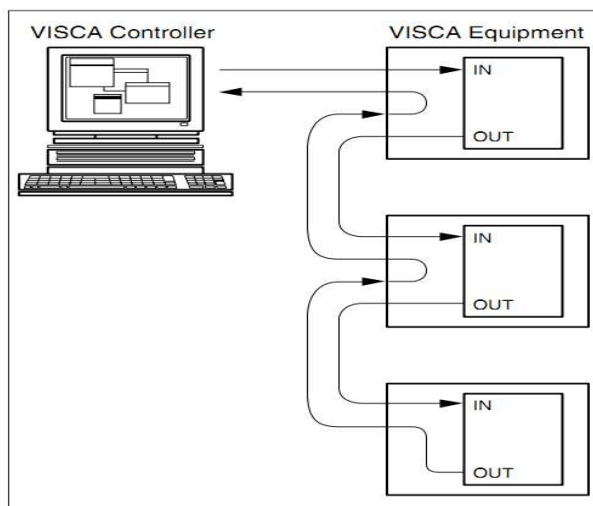 VISCA Controller
VISCA Equipment
IN
OUT
IN
OUT
IN
OUT